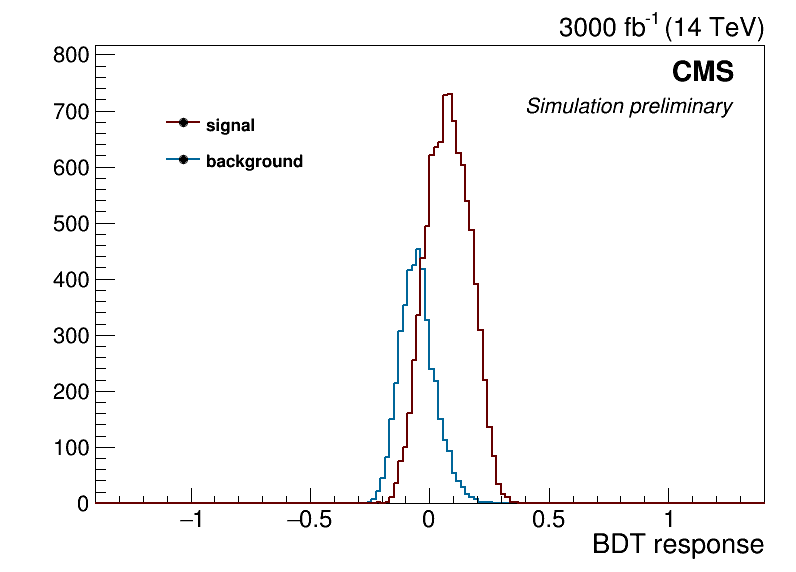 3000 fb⁻¹ (14 TeV)
CMS
Simulation preliminary
signal
background
800
700
600
500
400
300
200
100
0
−1
−0.5
0
0.5
1
BDT response